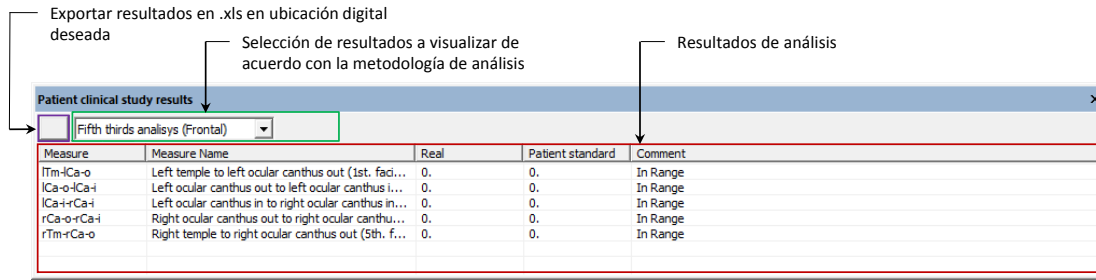 Exportar resultados en .xls en ubicación digital
deseada
Selección de resultados a visualizar de
acuerdo con la metodología de análisis
Resultados de análisis
Patient clinical study results
Fifth thirds analisys (Frontal)
Measure Measure Name Real Patient standard Comment
lTm-lCa-o Left temple to left ocular canthus out (1st. faci... 0. 0. In Range
lCa-o-lCa-i Left ocular canthus out to left ocular canthus i... 0. 0. In Range
lCa-i-rCa-i Left ocular canthus in to right ocular canthus in... 0. 0. In Range
rCa-o-rCa-i Right ocular canthus out to right ocular canthu... 0. 0. In Range
rTm-rCa-o Right temple to right ocular canthus out (5th. f... 0. 0. In Range